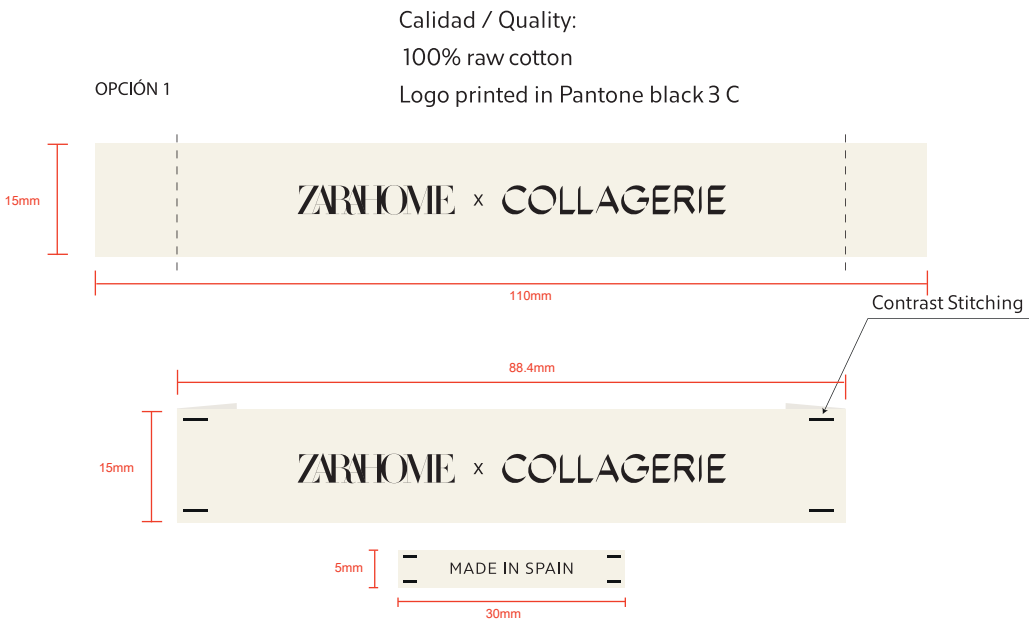 Calidad / Quality:
100% raw cotton
Logo printed in Pantone black 3 C
OPCIÓN 1
15mm
ZARAHOME x COLLAGERIE
110mm
Contrast Stitching
88.4mm
15mm
ZARAHOME x COLLAGERIE
5mm
MADE IN SPAIN
30mm